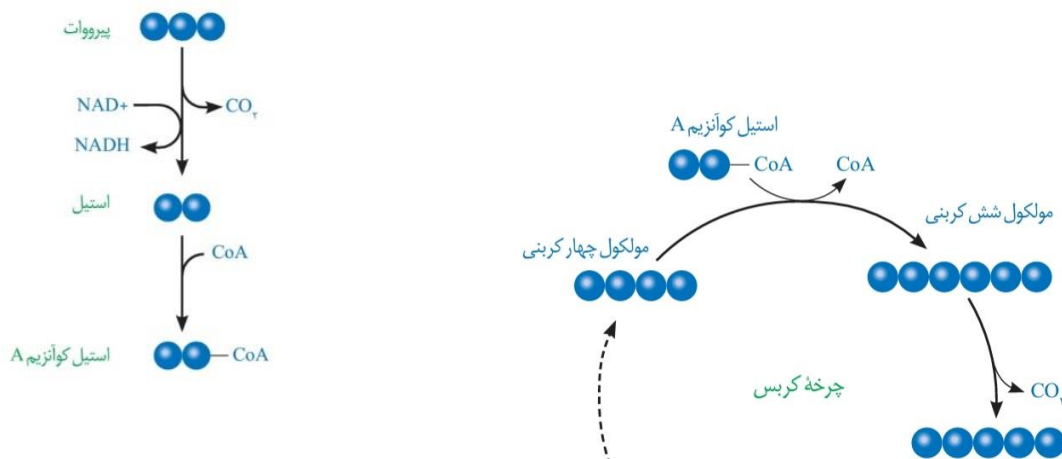 پیرووات
NAD+
CO۲
NADH
استیل
CoA
استیل کوآنزیم A
CoA
استیل کوآنزیم A
CoA
CoA
مولکول شش کربنی
مولکول چهار کربنی
چرخهٔ کربس
CO۲